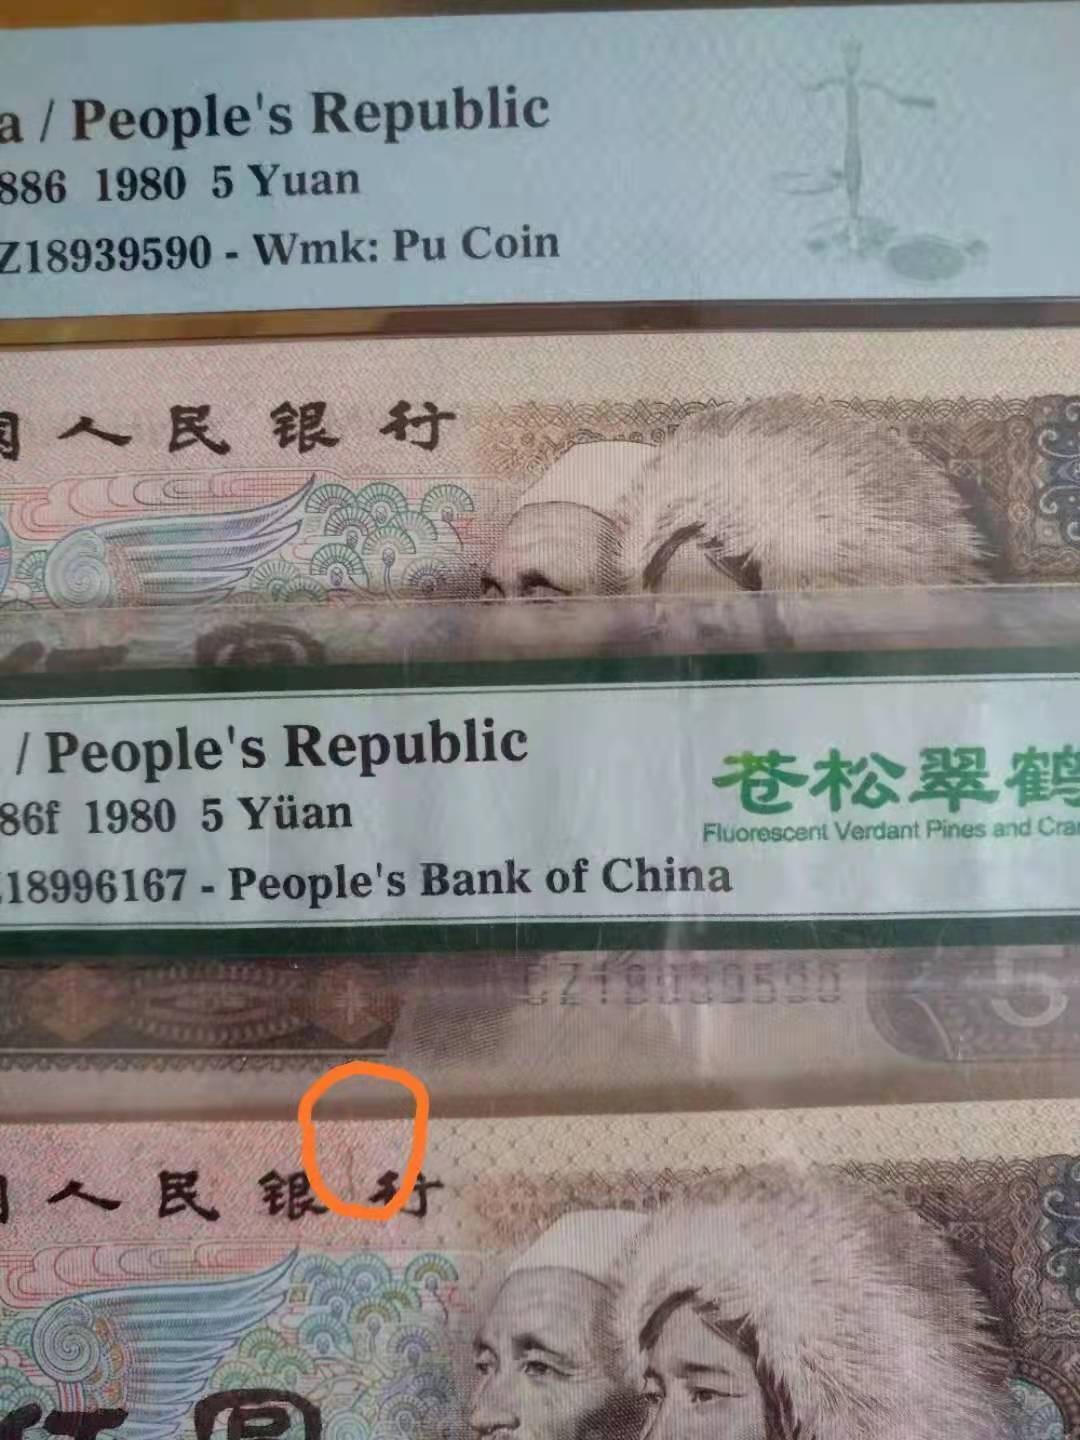 a / People's Republic
886 1980 5 Yuan
Z18939590 - Wmk: Pu Coin
人民银行
/ People's Republic
86f 1980 5 Yüan
苍松翠鹤
Fluorescent Verdant Pines and Cra
18996167 - People's Bank of China
CZ18939590
5
人民银行